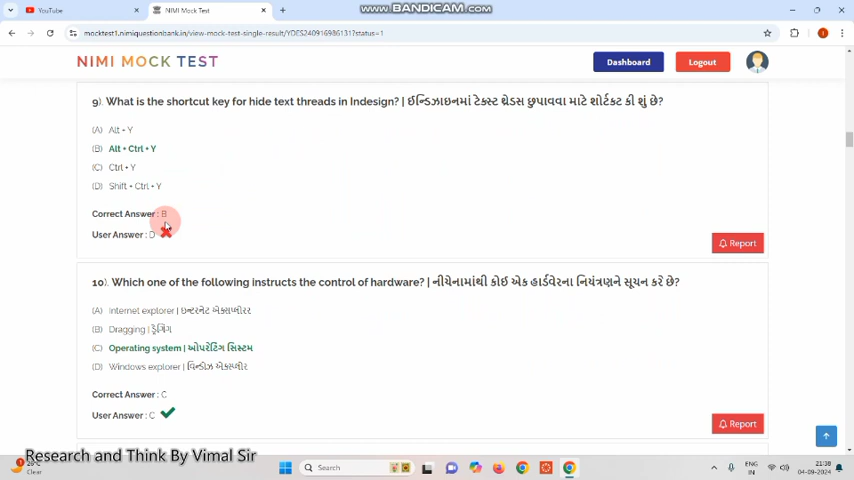 www.BANDICAM.com
YouTube
NIMI Mock Test
mocktest1.nimiquestionbank.in/view-mock-test-single-result/YDES24091698613​1?status=1
NIMI MOCK TEST
Dashboard
Logout
9). What is the shortcut key for hide text threads in Indesign? | ઈન્ડિઝાઇનમાં ટેક્સ્ટ થ્રેડસ છુપાવવા માટે શોર્ટકટ કી શું છે?
(A) Alt + Y
(B) Alt + Ctrl + Y
(C) Ctrl + Y
(D) Shift + Ctrl + Y
Correct Answer : B
User Answer : D
Report
10). Which one of the following instructs the control of hardware? | નીચેનામાંથી કોઈ એક હાર્ડવેરના નિયંત્રણને સૂચન કરે છે?
(A) Internet explorer | ઇન્ટરનેટ એક્સપ્લોરર
(B) Dragging | ડ્રેગિંગ
(C) Operating system | ઓપરેટિંગ સિસ્ટમ
(D) Windows explorer | વિન્ડોઝ એક્સ્પ્લોર
Correct Answer : C
User Answer : C
Report
Research and Think By Vimal Sir
Clear
Search
ENG
IN
21:38
04-09-2024